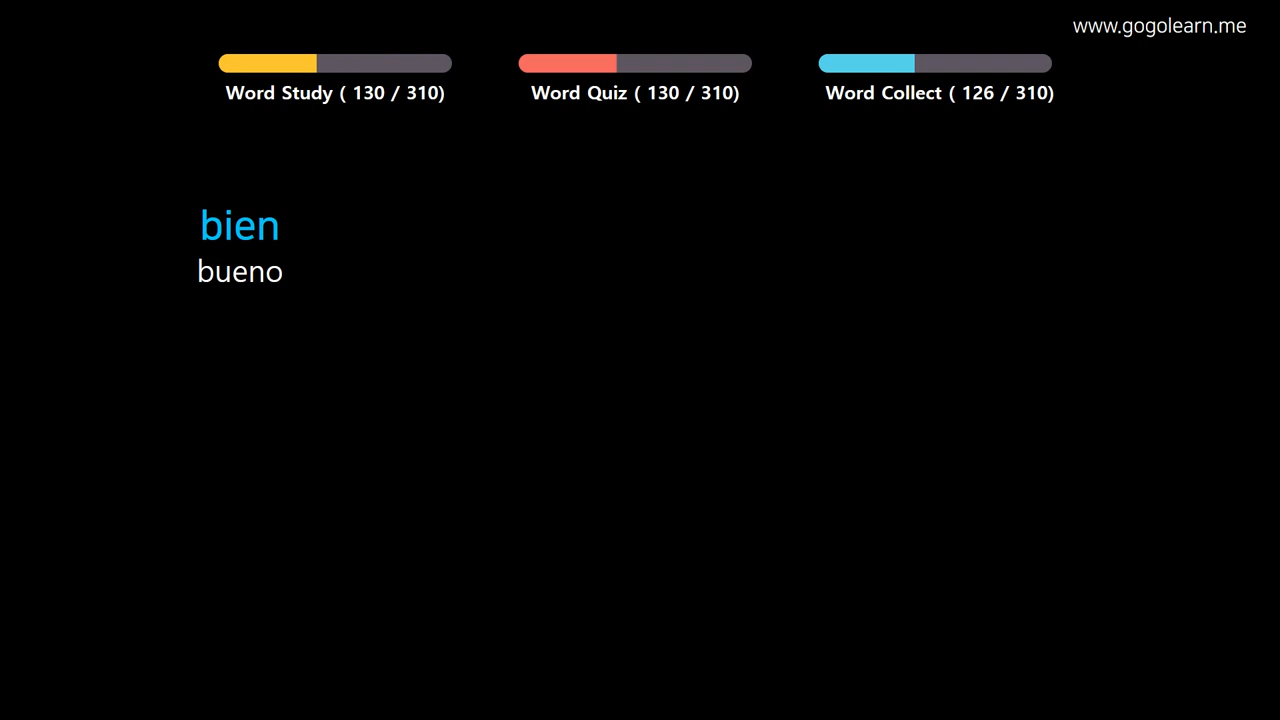 www.gogolearn.me
Word Study ( 130 / 310)
Word Quiz ( 130 / 310)
Word Collect ( 126 / 310)
bien
bueno